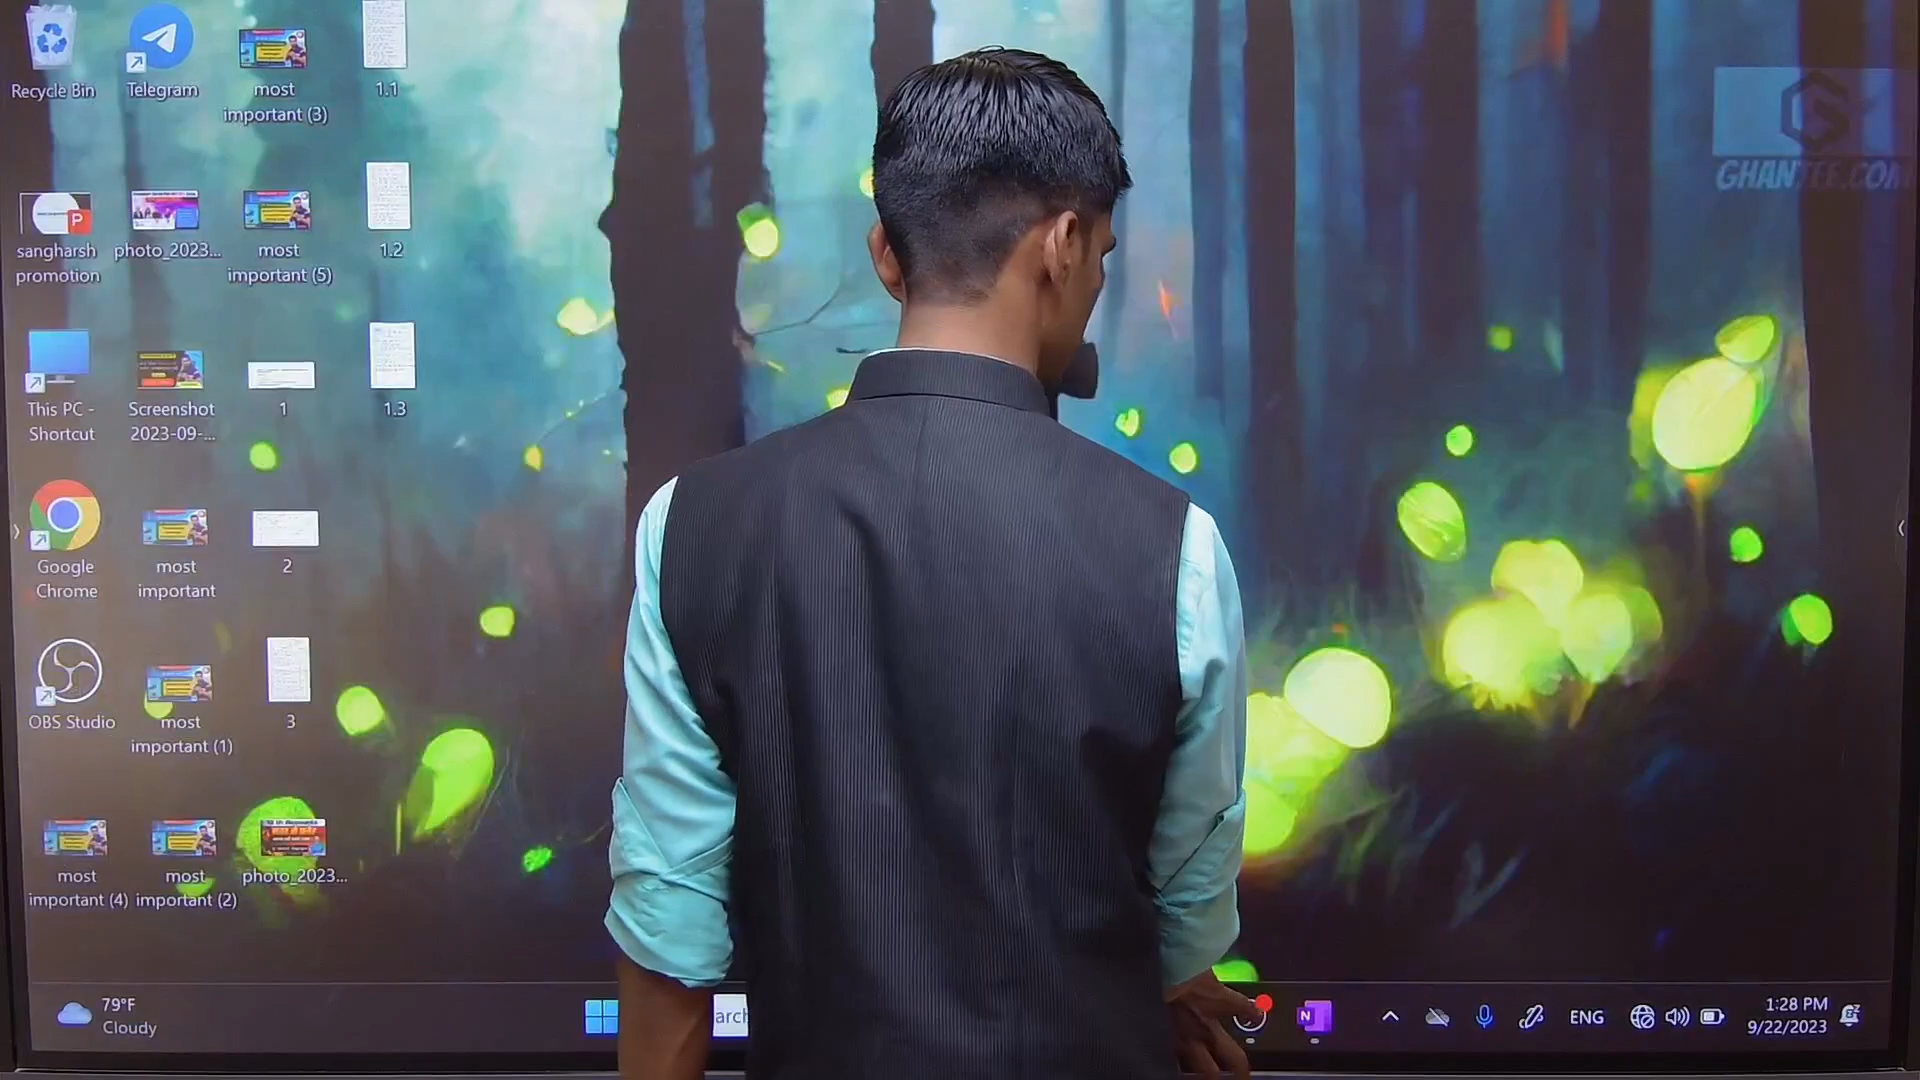 Recycle Bin
Telegram
most
important (3)
1.1
sangharsh
promotion
photo_2023...
most
important (5)
1.2
This PC -
Shortcut
Screenshot
2023-09-...
1
1.3
Google
Chrome
most
important
2
OBS Studio
most
important (1)
3
most
important (4)
most
important (2)
photo_2023...
79°F
Cloudy
arch
ENG
1:28 PM
9/22/2023